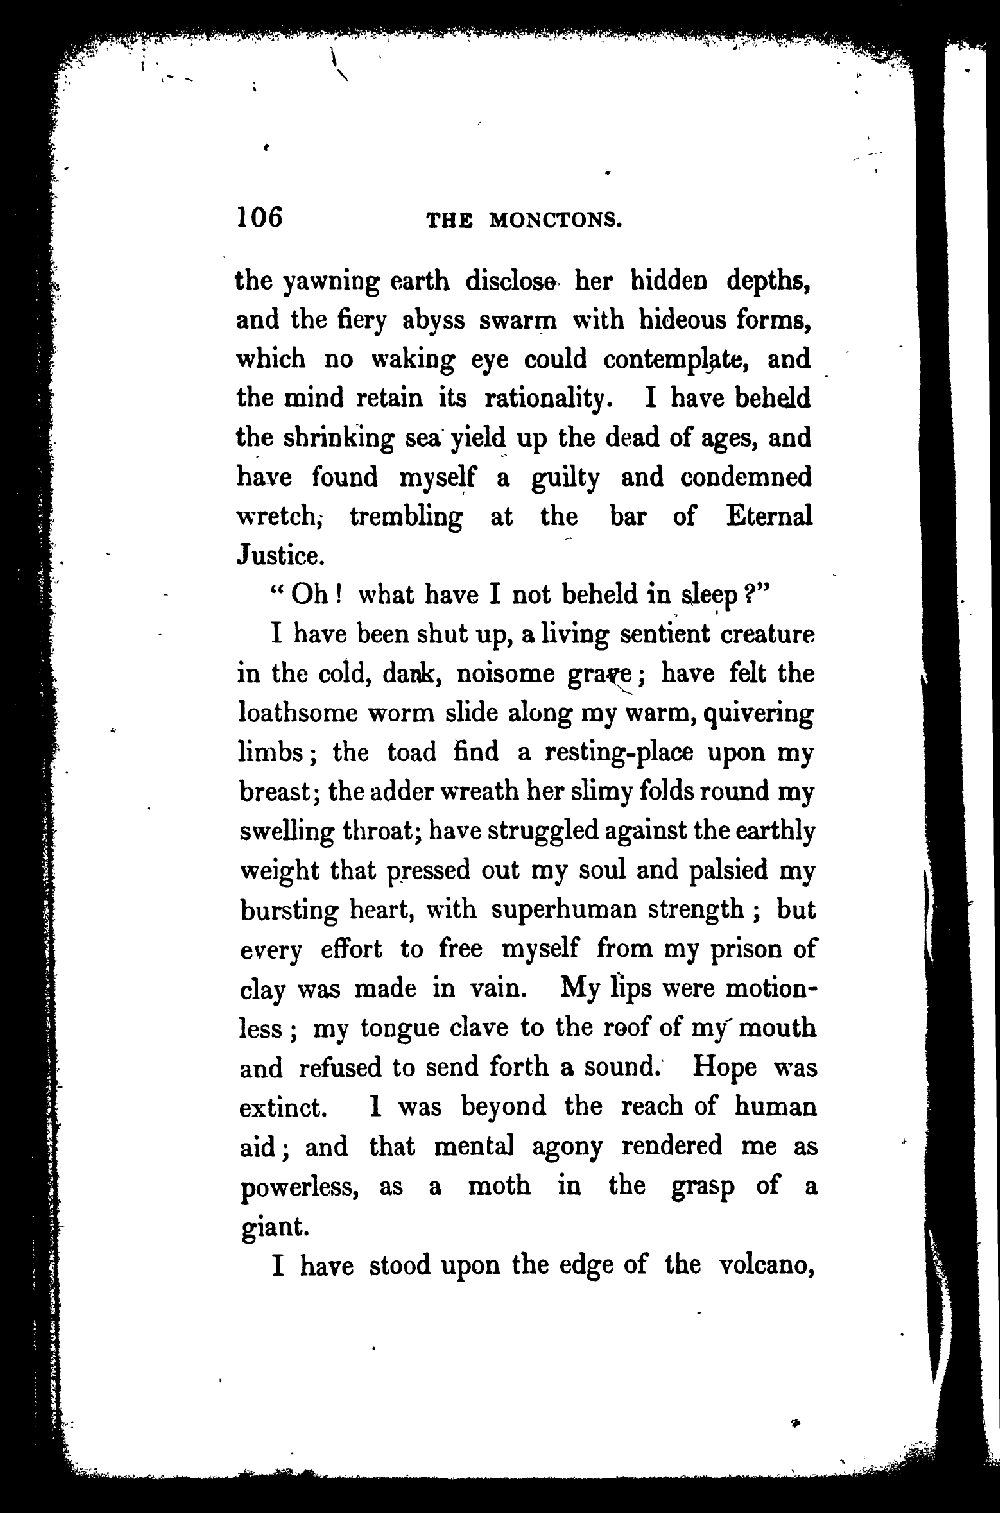 106 THE MONCTONS.
the yawning earth disclose her hidden depths,
and the fiery abyss swarm with hideous forms,
which no waking eye could contemplate, and
the mind retain its rationality. I have beheld
the shrinking sea yield up the dead of ages, and
have found myself a guilty and condemned
wretch, trembling at the bar of Eternal
Justice.
“Oh! what have I not beheld in sleep?”
I have been shut up, a living sentient creature
in the cold, dank, noisome grave; have felt the
loathsome worm slide along my warm, quivering
limbs; the toad find a resting-place upon my
breast; the adder wreath her slimy folds round my
swelling throat; have struggled against the earthly
weight that pressed out my soul and palsied my
bursting heart, with superhuman strength; but
every effort to free myself from my prison of
clay was made in vain. My lips were motion-
less; my tongue clave to the roof of my mouth
and refused to send forth a sound. Hope was
extinct. I was beyond the reach of human
aid; and that mental agony rendered me as
powerless, as a moth in the grasp of a
giant.
I have stood upon the edge of the volcano,